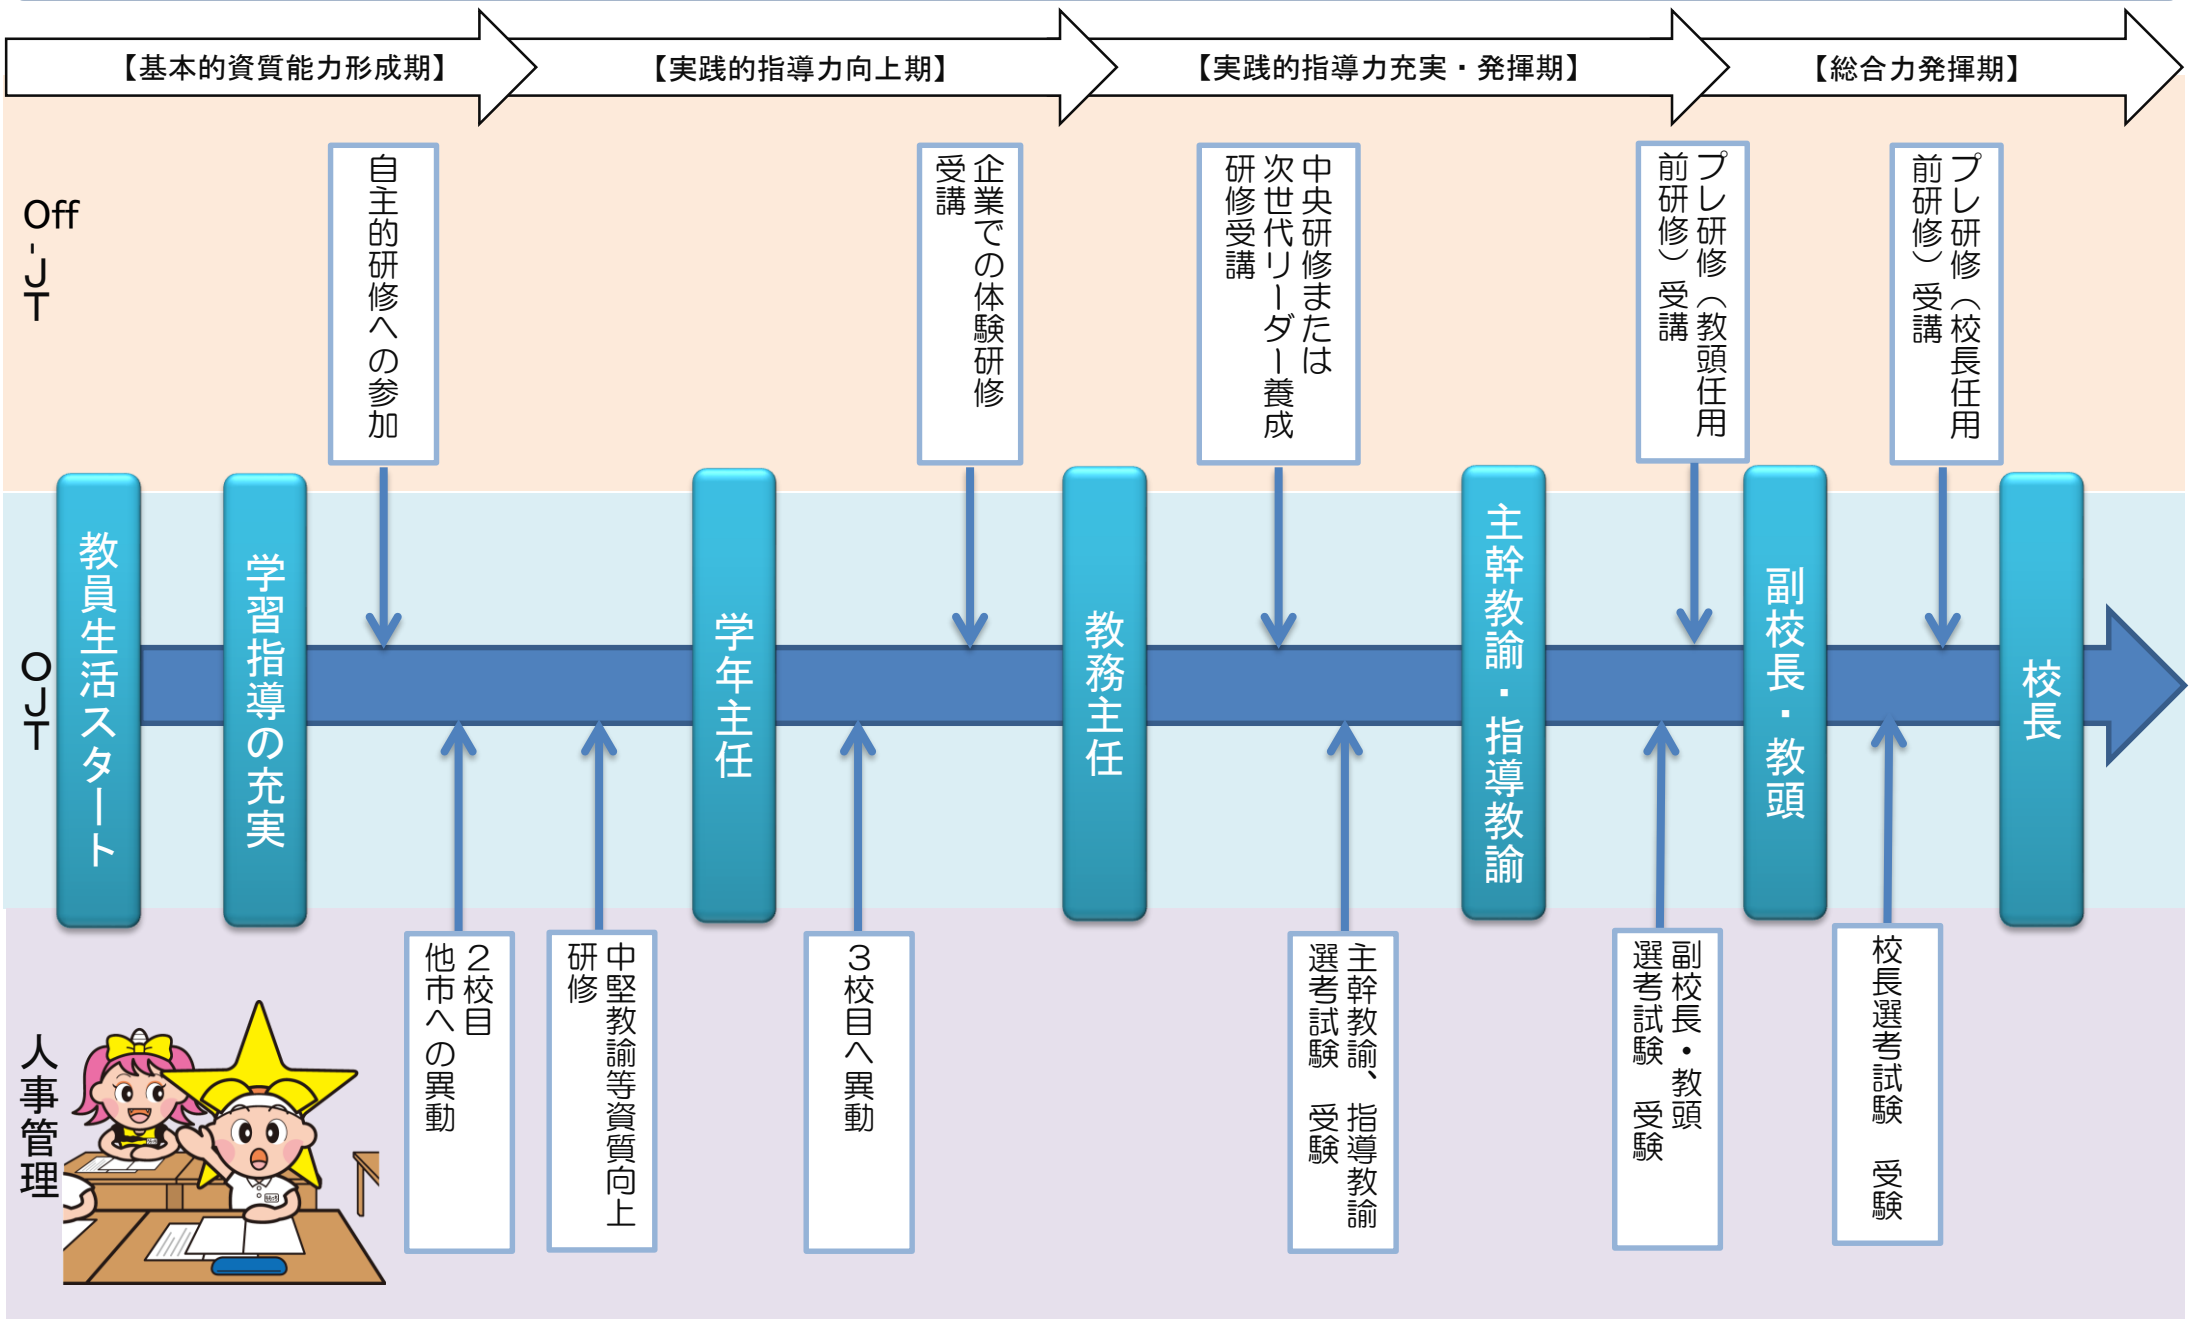 【基本的資質能力形成期】
【実践的指導力向上期】
【実践的指導力充実・発揮期】
【総合力発揮期】
Off
-JT
自主的研修への参加
企業での体験研修
受講
中央研修または
次世代リーダー養成
研修受講
プレ研修（教頭任用
前研修）受講
プレ研修（校長任用
前研修）受講
OJT
教員生活スタート
学習指導の充実
学年主任
教務主任
主幹教諭・指導教諭
副校長・教頭
校長
人事管理
２校目
他市への異動
中堅教諭等資質向上
研修
３校目へ異動
主幹教諭、指導教諭
選考試験　受験
副校長・教頭
選考試験　受験
校長選考試験　受験